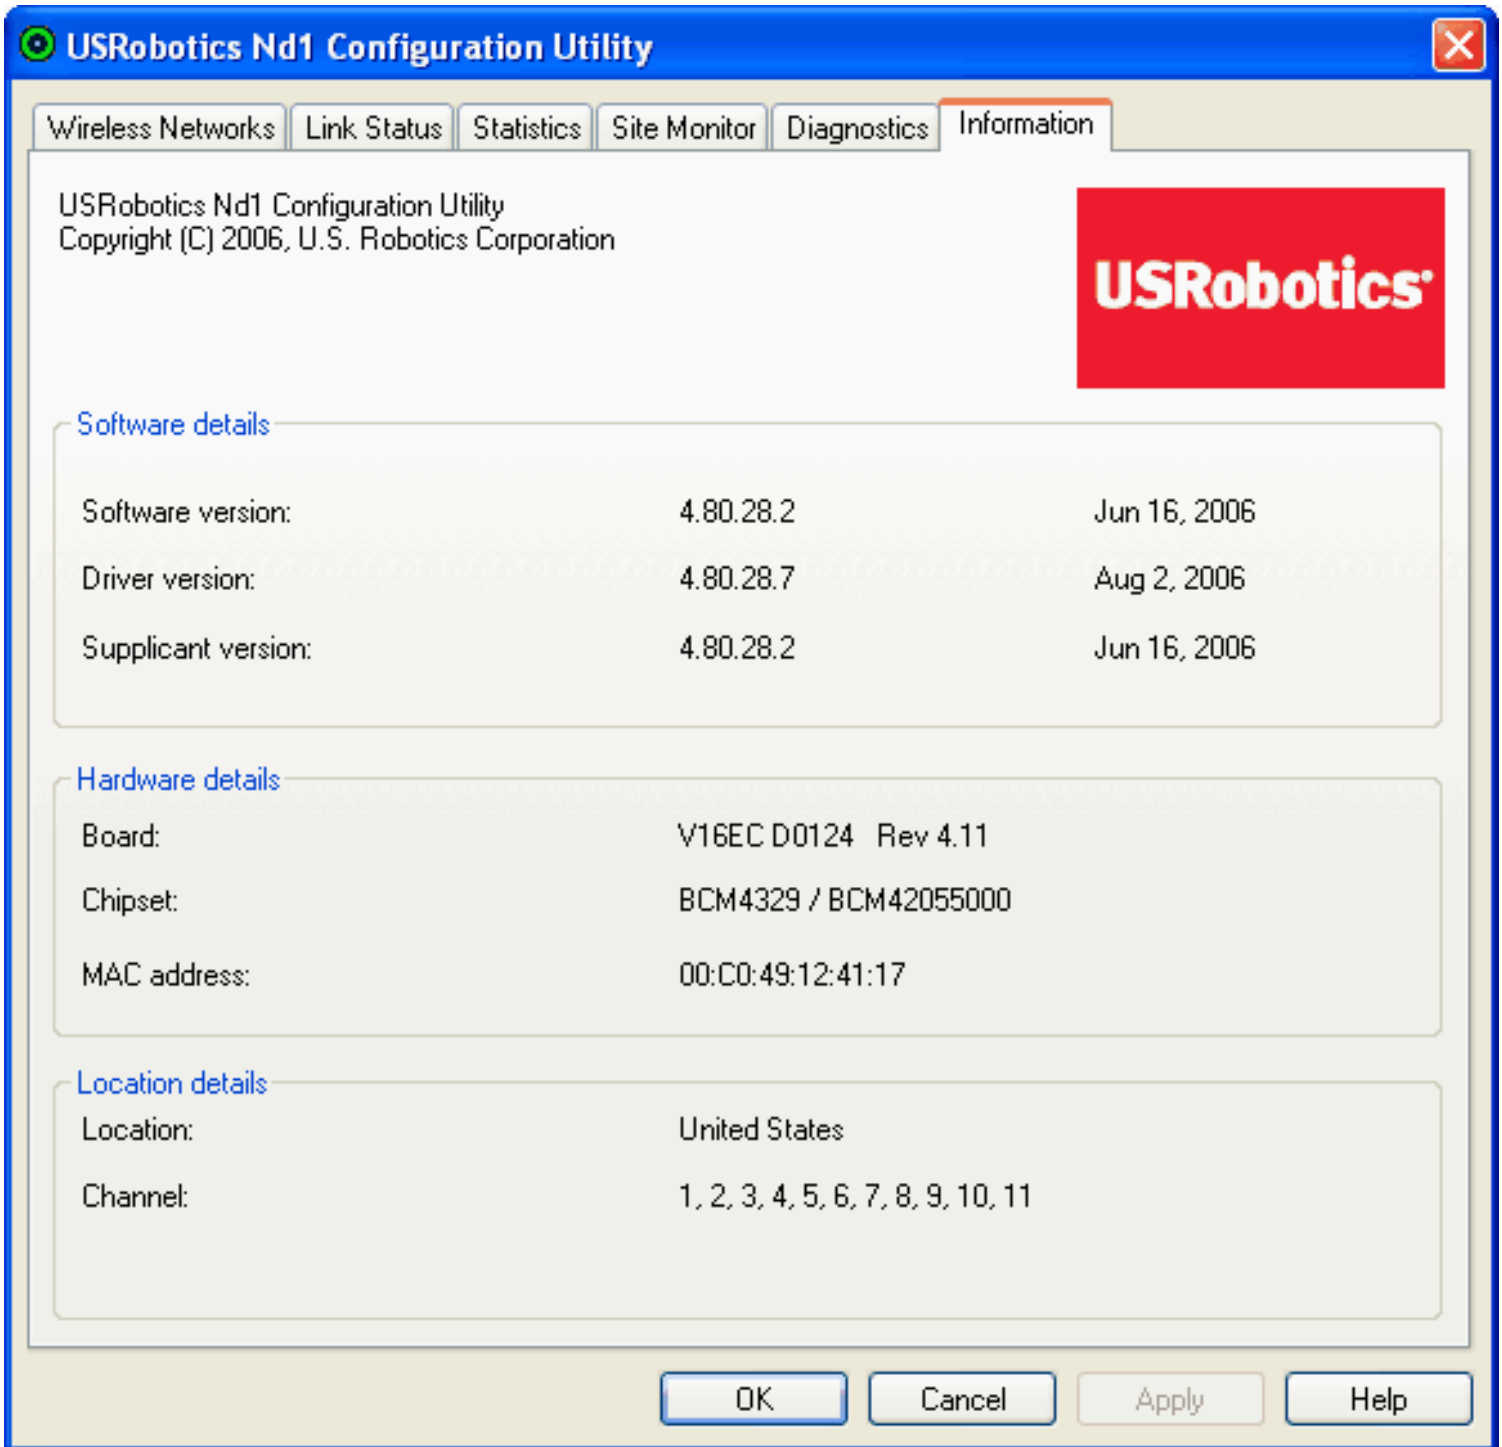 USRobotics Nd1 Configuration Utility
Wireless Networks Link Status Statistics Site Monitor Diagnostics Information
USRobotics Nd1 Configuration Utility
Copyright (C) 2006, U.S. Robotics Corporation
USRobotics
Software details
Software version: 4.80.28.2 Jun 16, 2006
Driver version: 4.80.28.7 Aug 2, 2006
Supplicant version: 4.80.28.2 Jun 16, 2006
Hardware details
Board: V16EC D0124 Rev 4.11
Chipset: BCM4329 / BCM42055000
MAC address: 00:C0:49:12:41:17
Location details
Location: United States
Channel: 1, 2, 3, 4, 5, 6, 7, 8, 9, 10, 11
OK Cancel Apply Help